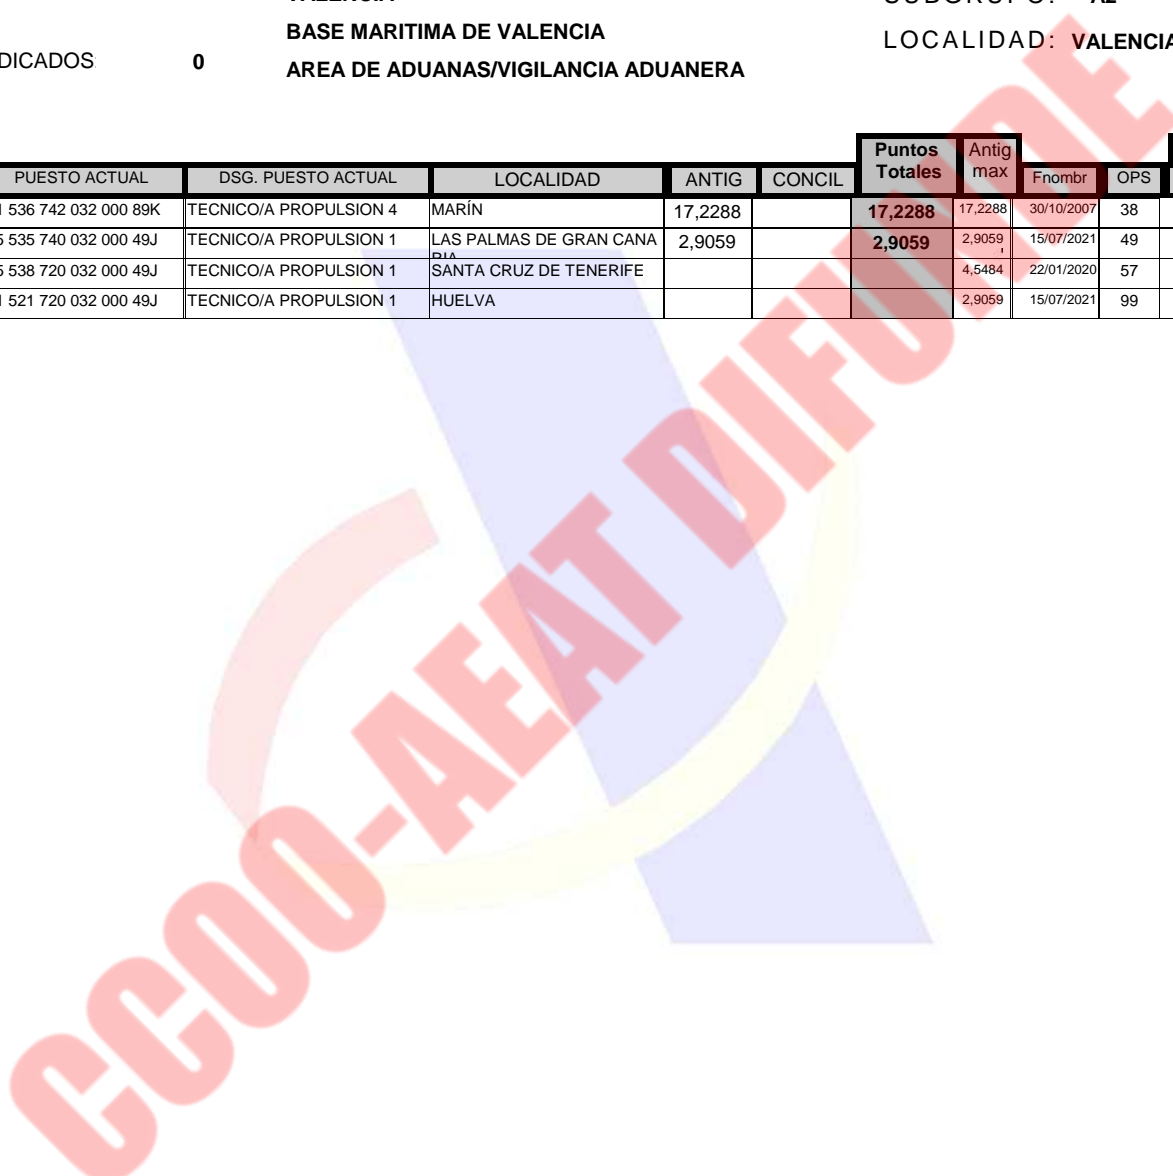 VALENCIA
SUBGRUPO: A2
BASE MARITIMA DE VALENCIA
LOCALIDAD: VALENCIA
DICADOS 0
AREA DE ADUANAS/VIGILANCIA ADUANERA
PUESTO ACTUAL DSG. PUESTO ACTUAL LOCALIDAD ANTIG CONCIL Puntos Totales Antig max Fnombr OPS
536 742 032 000 89K TECNICO/A PROPULSION 4 MARÍN 17,2288 17,2288 17,2288 30/10/2007 38
535 740 032 000 49J TECNICO/A PROPULSION 1 LAS PALMAS DE GRAN CANA 2,9059 2,9059 2,9059 15/07/2021 49
RIA
538 720 032 000 49J TECNICO/A PROPULSION 1 SANTA CRUZ DE TENERIFE 4,5484 22/01/2020 57
521 720 032 000 49J TECNICO/A PROPULSION 1 HUELVA 2,9059 15/07/2021 99
CCOO-AEAT DIFUNDE